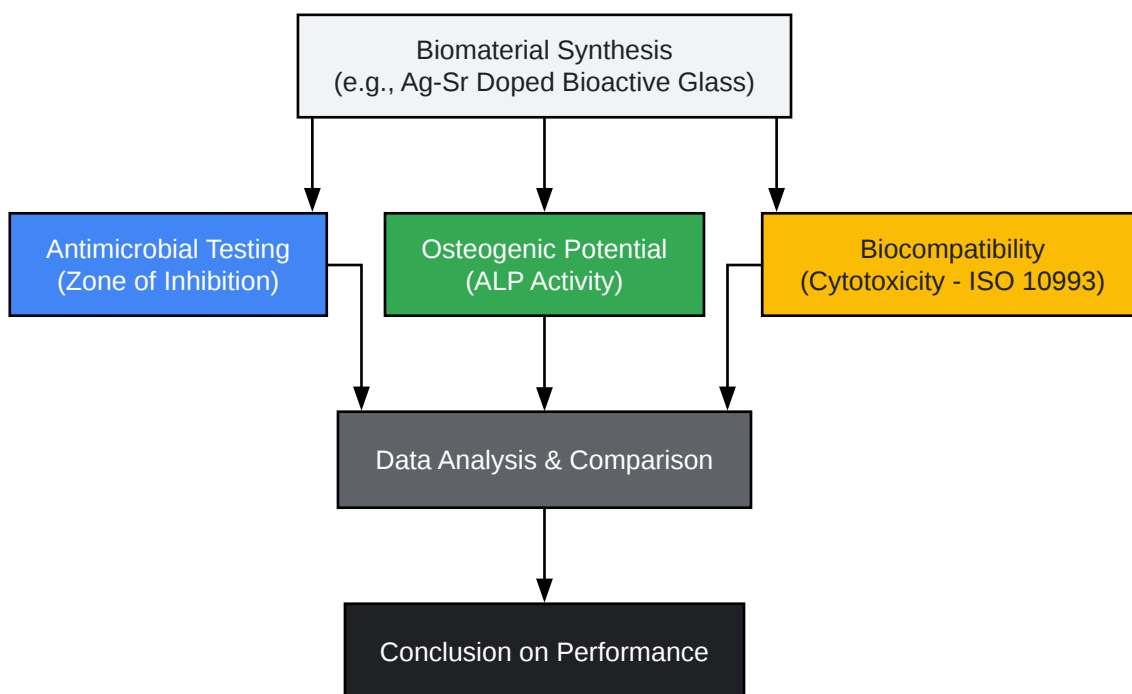 Biomaterial Synthesis
(e.g., Ag-Sr Doped Bioactive Glass)
Antimicrobial Testing
(Zone of Inhibition)
Osteogenic Potential
(ALP Activity)
Biocompatibility
(Cytotoxicity - ISO 10993)
Data Analysis & Comparison
Conclusion on Performance